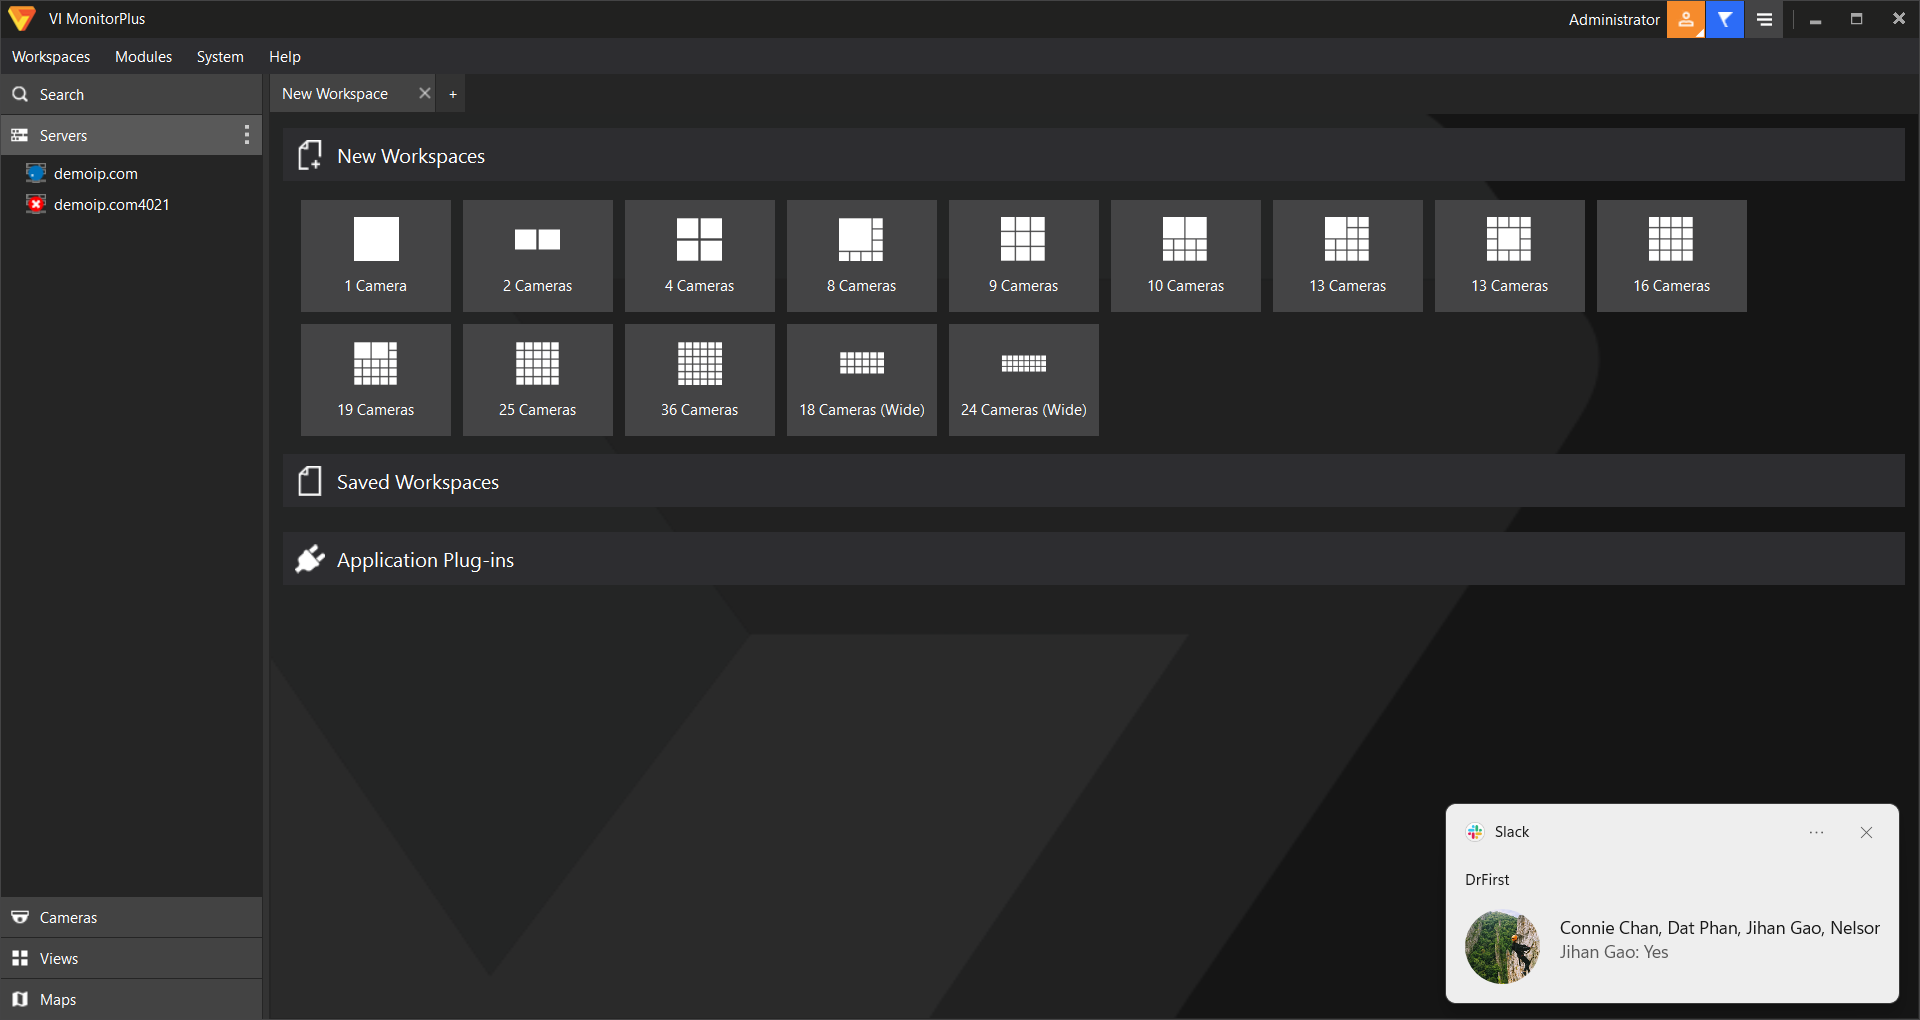 VI MonitorPlus
Administrator
Workspaces Modules System Help
Search
Servers
demoip.com
demoip.com4021
Cameras
Views
Maps
New Workspace +
New Workspaces
1 Camera
2 Cameras
4 Cameras
8 Cameras
9 Cameras
10 Cameras
13 Cameras
13 Cameras
16 Cameras
19 Cameras
25 Cameras
36 Cameras
18 Cameras (Wide)
24 Cameras (Wide)
Saved Workspaces
Application Plug-ins
Slack
DrFirst
Connie Chan, Dat Phan, Jihan Gao, Nelsor
Jihan Gao: Yes